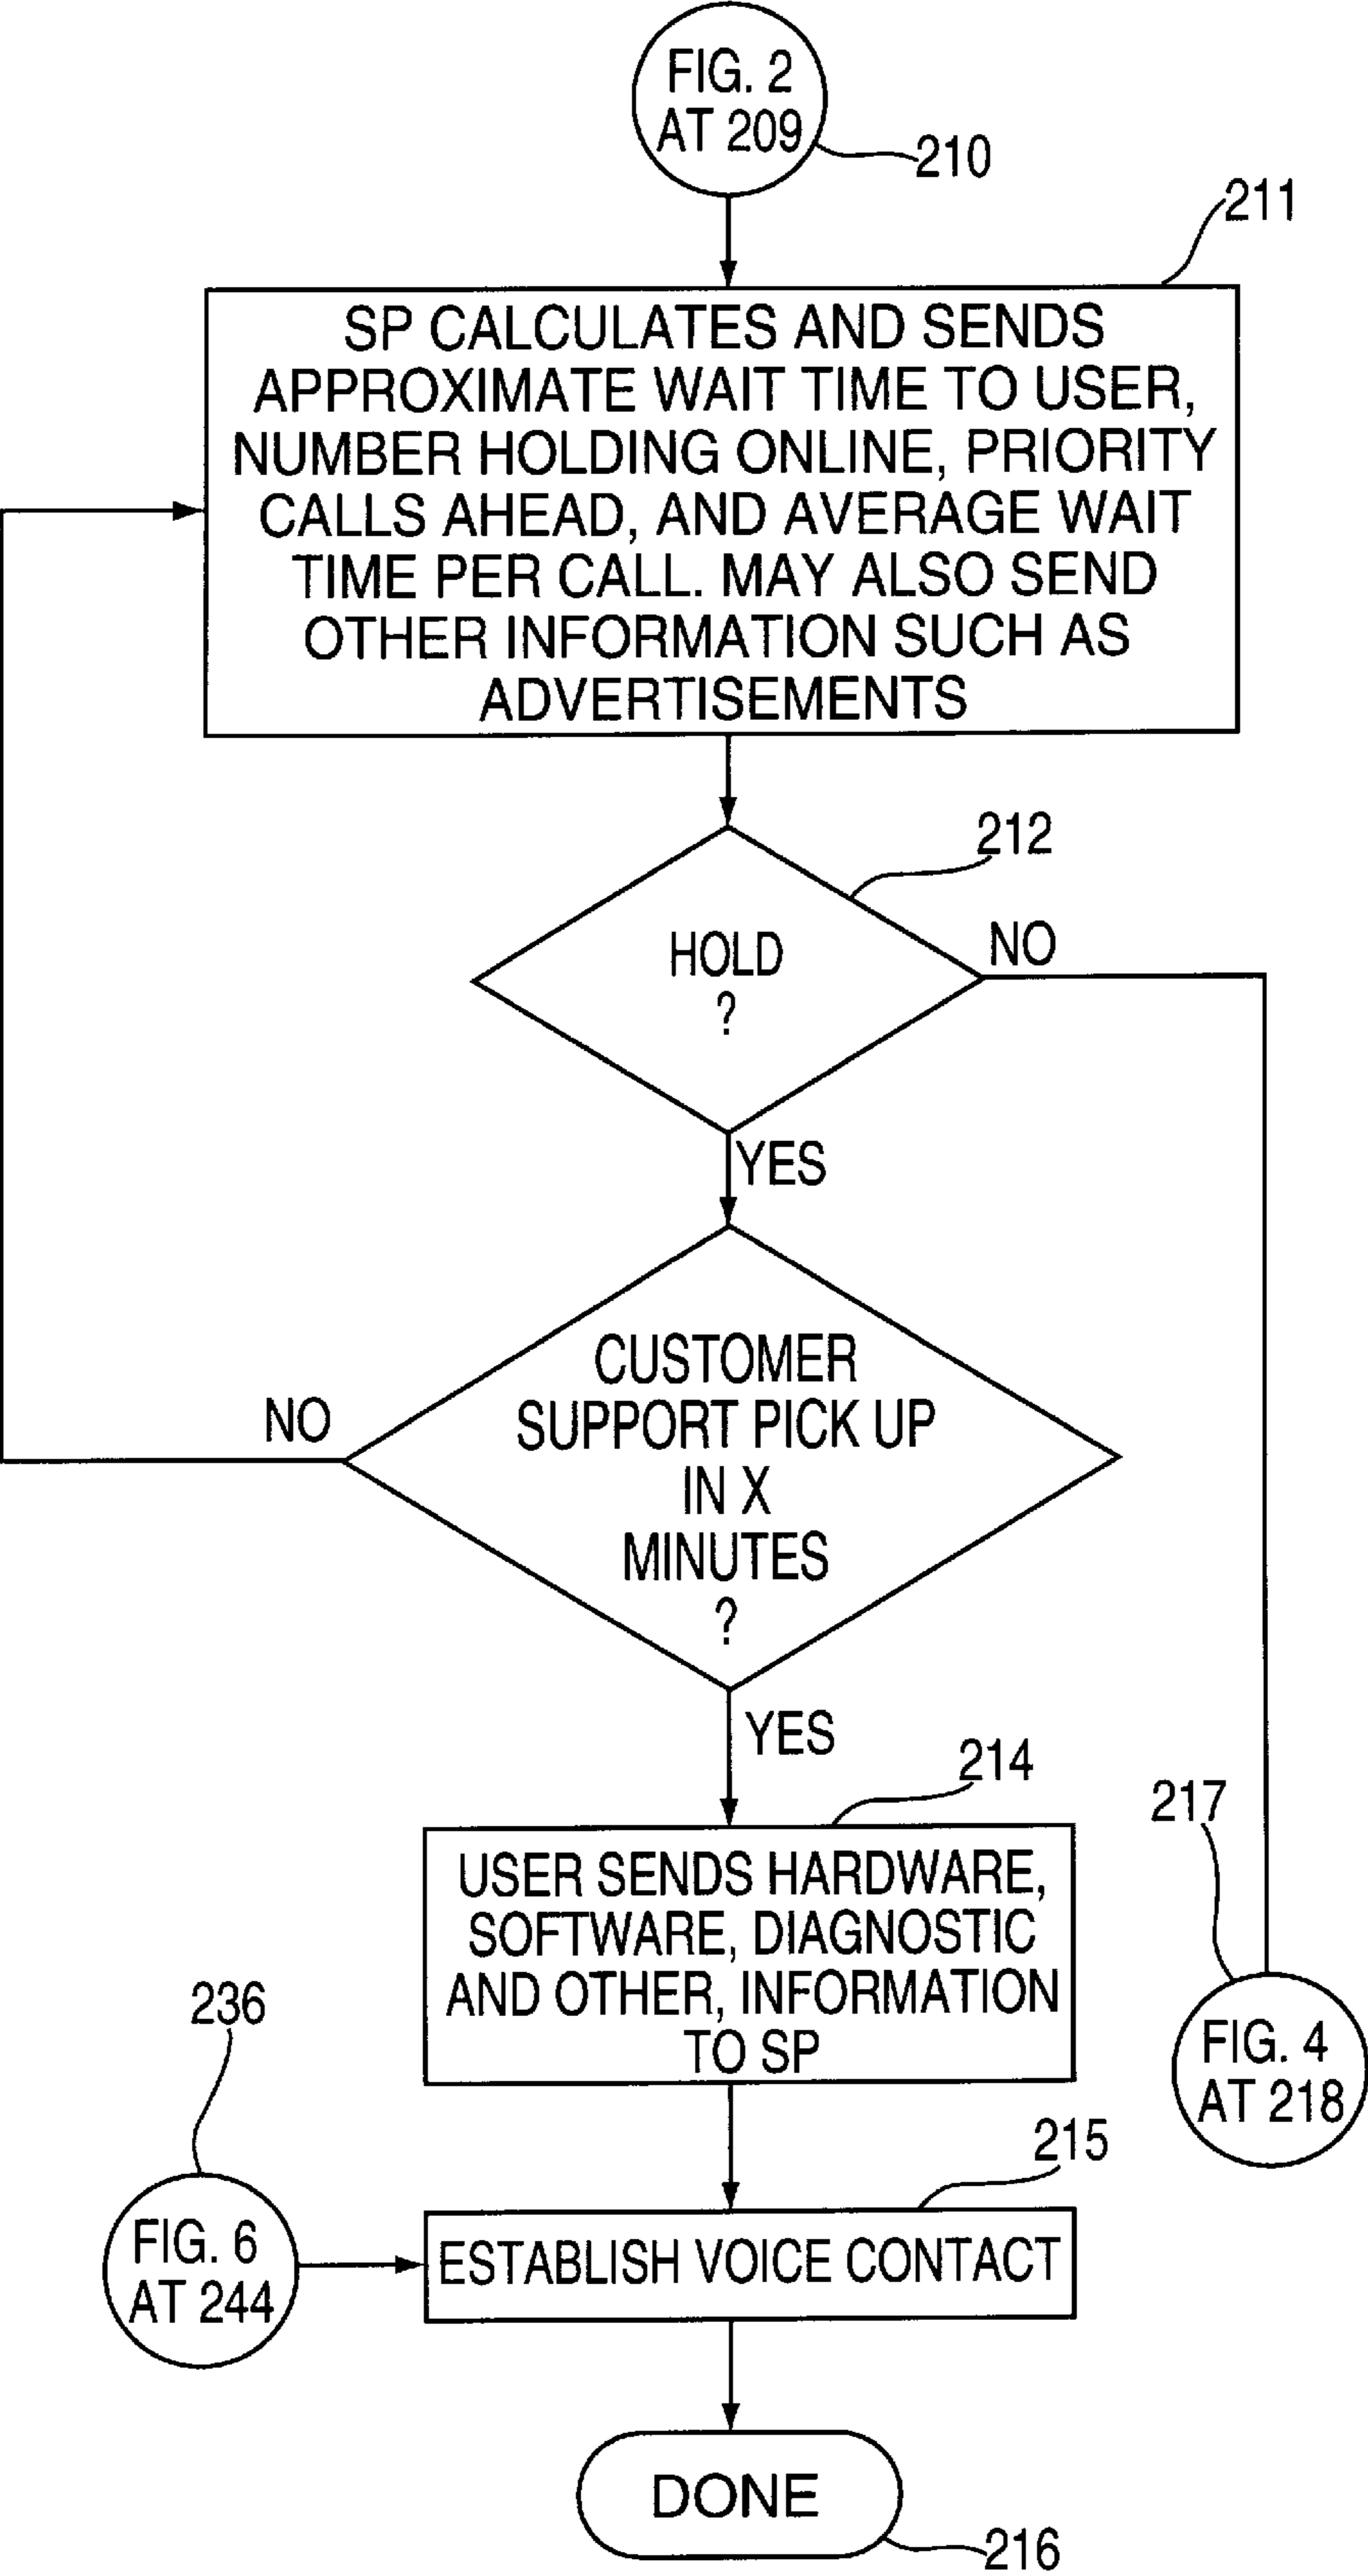 FIG. 2
AT 209
210
211
SP CALCULATES AND SENDS
APPROXIMATE WAIT TIME TO USER,
NUMBER HOLDING ONLINE, PRIORITY
CALLS AHEAD, AND AVERAGE WAIT
TIME PER CALL. MAY ALSO SEND
OTHER INFORMATION SUCH AS
ADVERTISEMENTS
212
HOLD
?
NO
YES
CUSTOMER
SUPPORT PICK UP
IN X
MINUTES
?
NO
YES
214
USER SENDS HARDWARE,
SOFTWARE, DIAGNOSTIC
AND OTHER, INFORMATION
TO SP
217
FIG. 4
AT 218
236
FIG. 6
AT 244
215
ESTABLISH VOICE CONTACT
DONE
216